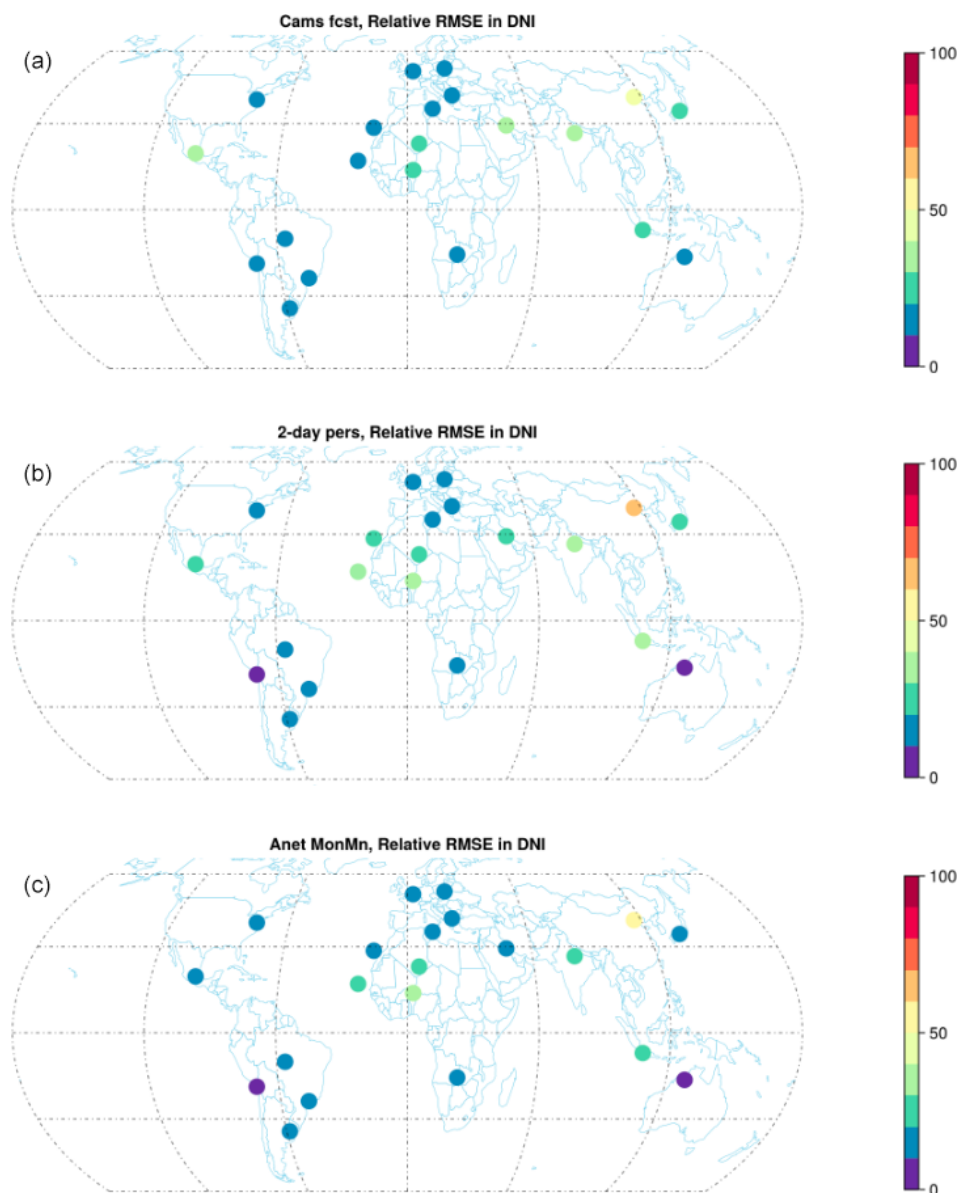 Cams fcst, Relative RMSE in DNI
(a)
100
50
0
2-day pers, Relative RMSE in DNI
(b)
100
50
0
Anet MonMn, Relative RMSE in DNI
(c)
100
50
0